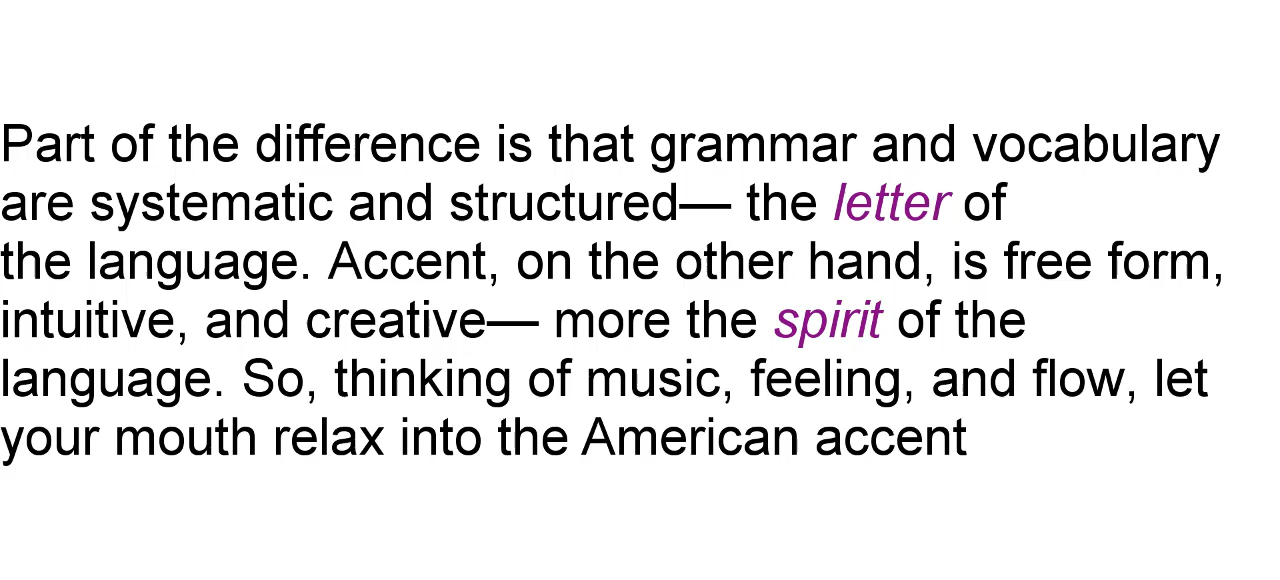 Part of the difference is that grammar and vocabulary
are systematic and structured— the letter of
the language. Accent, on the other hand, is free form,
intuitive, and creative— more the spirit of the
language. So, thinking of music, feeling, and flow, let
your mouth relax into the American accent